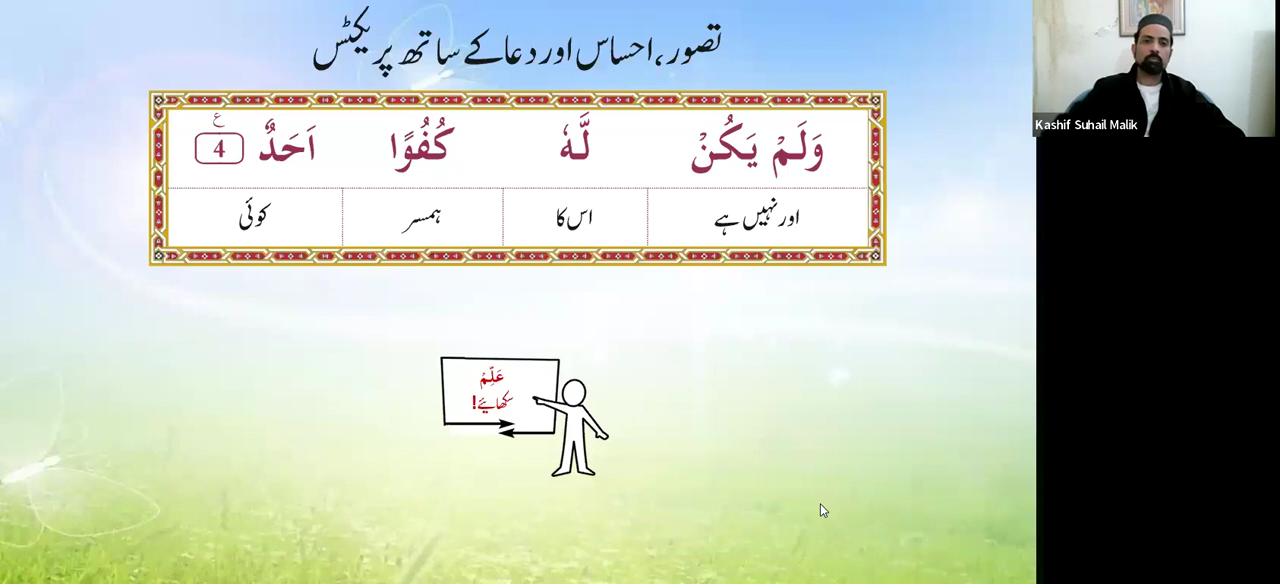 تصور، احساس اور دعا کے ساتھ پریکٹس
وَلَمْ يَكُنْ لَّهٗ كُفُوًا اَحَدٌ ع 4
اور نہیں ہے اس کا ہمسر کوئی
عَلِّمْ
سکھایئے!
Kashif Suhail Malik